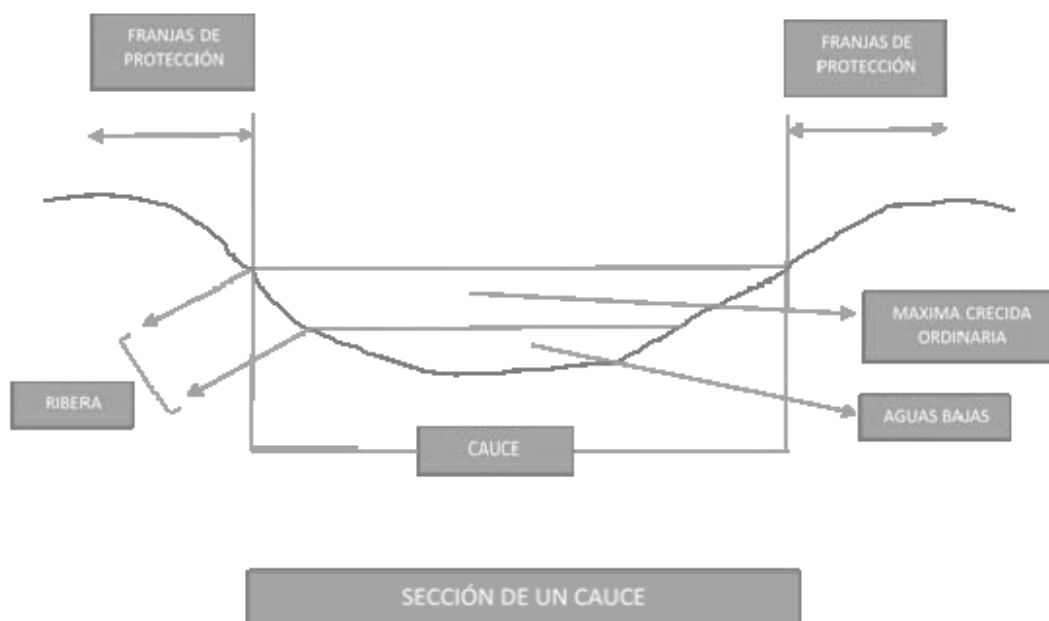 FRANJAS DE
PROTECCIÓN
FRANJAS DE
PROTECCIÓN
MAXIMA CRECIDA
ORDINARIA
RIBERA
AGUAS BAJAS
CAUCE
SECCIÓN DE UN CAUCE